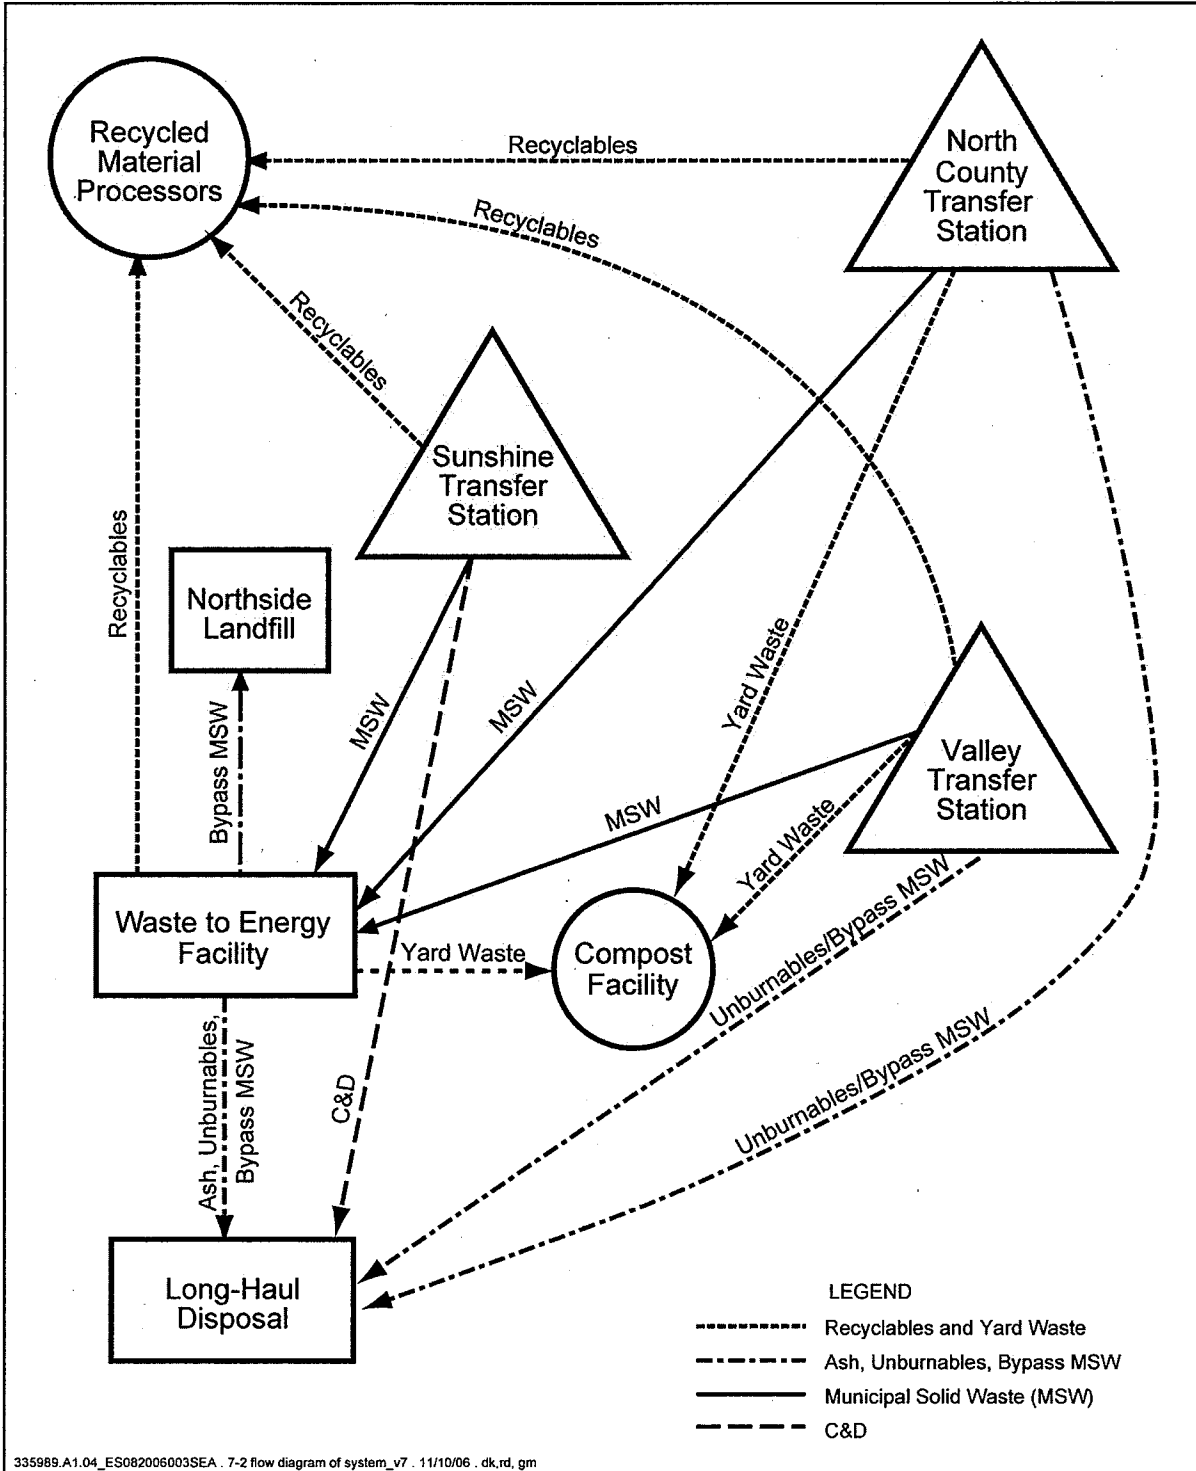 Recycled
Material
Processors
North
County
Transfer
Station
Recyclables
Recyclables
Recyclables
Sunshine
Transfer
Station
Recyclables
Northside
Landfill
Yard Waste
MSW
MSW
Bypass MSW
Valley
Transfer
Station
MSW
Yard Waste
Waste to Energy
Facility
Yard Waste
Compost
Facility
Unburnables/Bypass MSW
Ash, Unburnables,
Bypass MSW
C&D
Unburnables/Bypass MSW
Long-Haul
Disposal
LEGEND
Recyclables and Yard Waste
Ash, Unburnables, Bypass MSW
Municipal Solid Waste (MSW)
C&D
335989.A1.04_ES082006003SEA . 7-2 flow diagram of system_v7 . 11/10/06 . dk,rd, gm